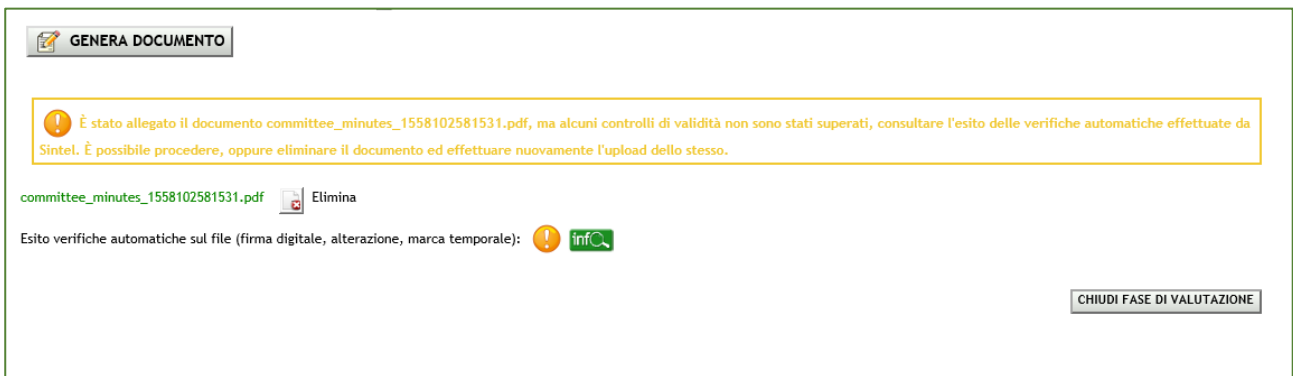 GENERA DOCUMENTO
È stato allegato il documento committee_minutes_1558102581531.pdf, ma alcuni controlli di validità non sono stati superati, consultare l'esito delle verifiche automatiche effettuate da
Sintel. È possibile procedere, oppure eliminare il documento ed effettuare nuovamente l'upload dello stesso.
committee_minutes_1558102581531.pdf Elimina
Esito verifiche automatiche sul file (firma digitale, alterazione, marca temporale): info
CHIUDI FASE DI VALUTAZIONE